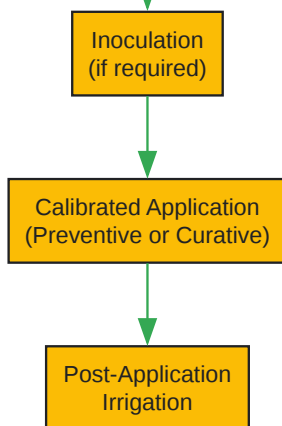 Inoculation
(if required)
Calibrated Application
(Preventive or Curative)
Post-Application
Irrigation